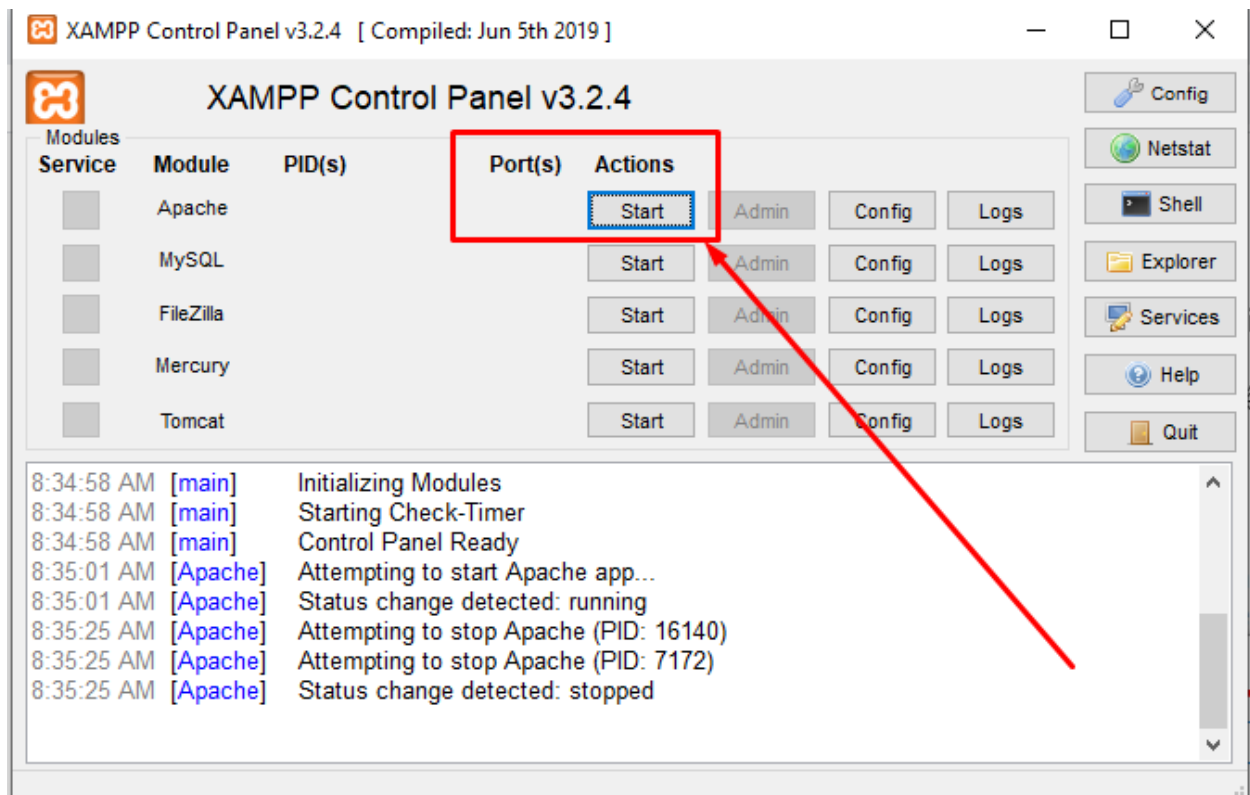 XAMPP Control Panel v3.2.4 [ Compiled: Jun 5th 2019 ]
XAMPP Control Panel v3.2.4
Config
Modules
Netstat
Service Module PID(s) Port(s) Actions
Apache Start Admin Config Logs
Shell
MySQL Start Admin Config Logs
Explorer
FileZilla Start Admin Config Logs
Services
Mercury Start Admin Config Logs
Help
Tomcat Start Admin Config Logs
Quit
8:34:58 AM [main] Initializing Modules
8:34:58 AM [main] Starting Check-Timer
8:34:58 AM [main] Control Panel Ready
8:35:01 AM [Apache] Attempting to start Apache app...
8:35:01 AM [Apache] Status change detected: running
8:35:25 AM [Apache] Attempting to stop Apache (PID: 16140)
8:35:25 AM [Apache] Attempting to stop Apache (PID: 7172)
8:35:25 AM [Apache] Status change detected: stopped